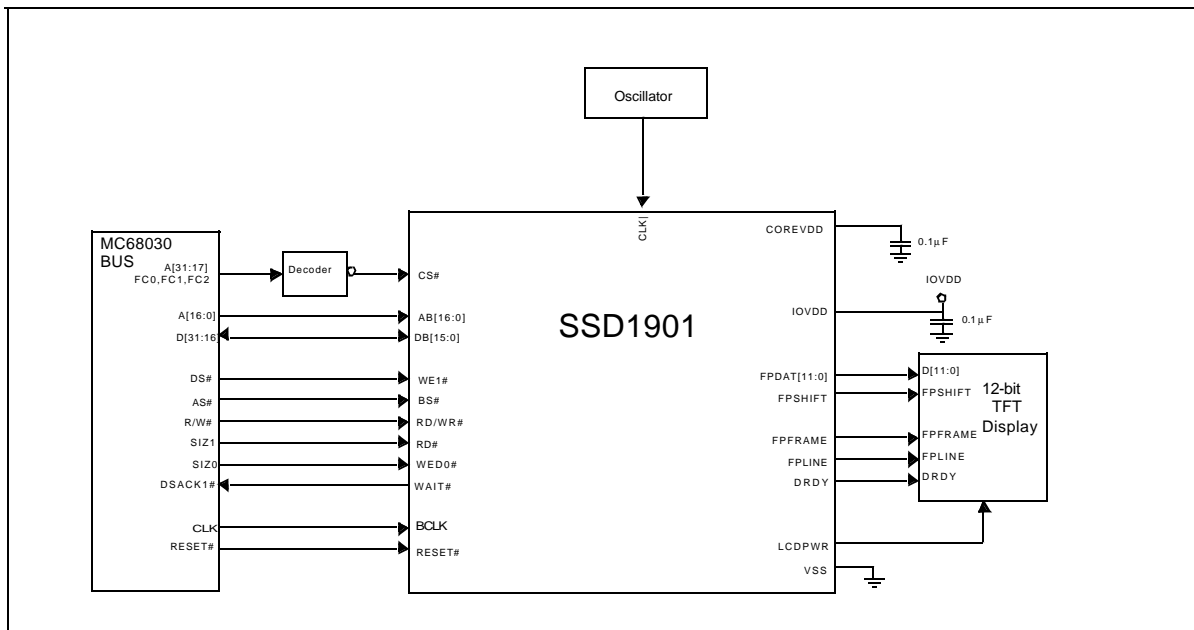 Oscillator
CLKI
MC68030
BUS
A[31:17]
FC0,FC1,FC2
A[16:0]
D[31:16]
DS#
AS#
R/W#
SIZ1
SIZ0
DSACK1#
CLK
RESET#
Decoder
CS#
AB[16:0]
DB[15:0]
WE1#
BS#
RD/WR#
RD#
WED0#
WAIT#
BCLK
RESET#
SSD1901
COREVDD
IOVDD
FPDAT[11:0]
FPSHIFT
FPFRAME
FPLINE
DRDY
LCDPWR
VSS
0.1µF
IOVDD
0.1µF
D[11:0]
FPSHIFT
12-bit
TFT
Display
FPFRAME
FPLINE
DRDY